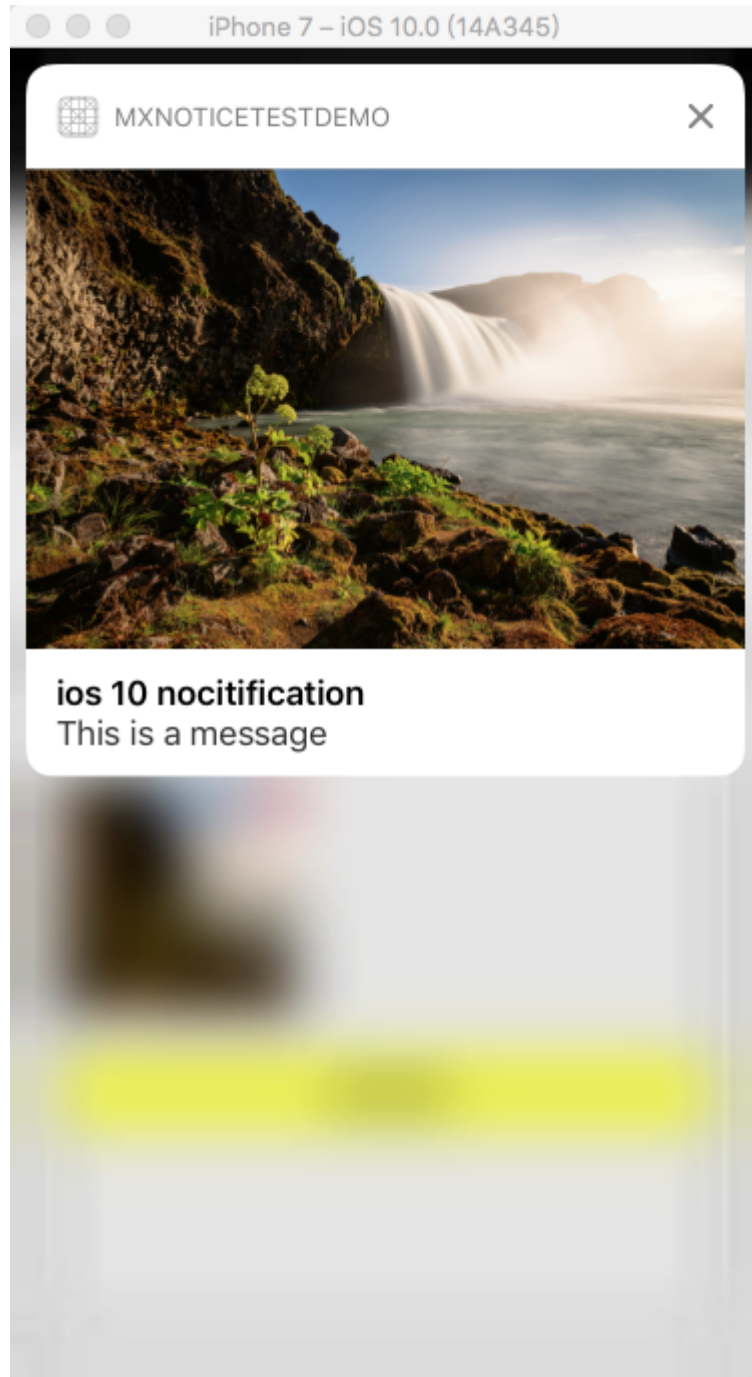 iPhone 7 – iOS 10.0 (14A345)
MXNOTICETESTDEMO
ios 10 nocitification
This is a message